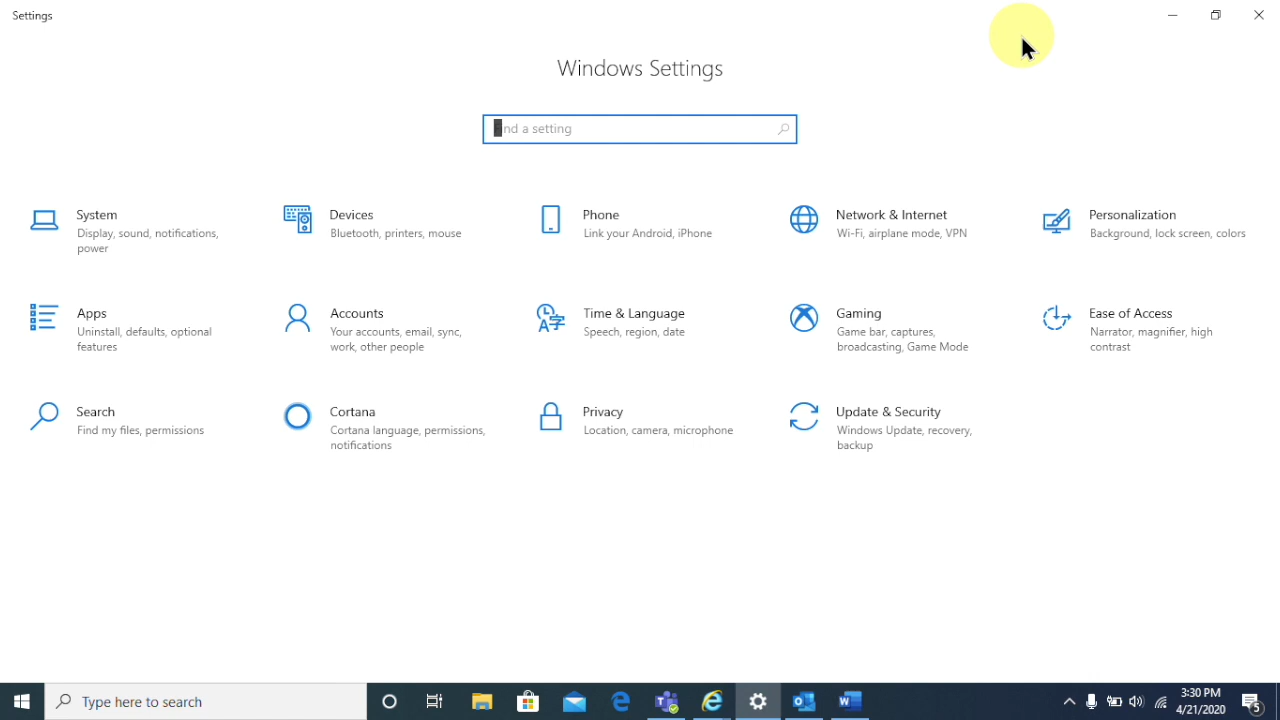 Settings
Windows Settings
nd a setting
System
Display, sound, notifications,
power
Devices
Bluetooth, printers, mouse
Phone
Link your Android, iPhone
Network & Internet
Wi-Fi, airplane mode, VPN
Personalization
Background, lock screen, colors
Apps
Uninstall, defaults, optional
features
Accounts
Your accounts, email, sync,
work, other people
Time & Language
Speech, region, date
Gaming
Game bar, captures,
broadcasting, Game Mode
Ease of Access
Narrator, magnifier, high
contrast
Search
Find my files, permissions
Cortana
Cortana language, permissions,
notifications
Privacy
Location, camera, microphone
Update & Security
Windows Update, recovery,
backup
Type here to search
3:30 PM
4/21/2020
5